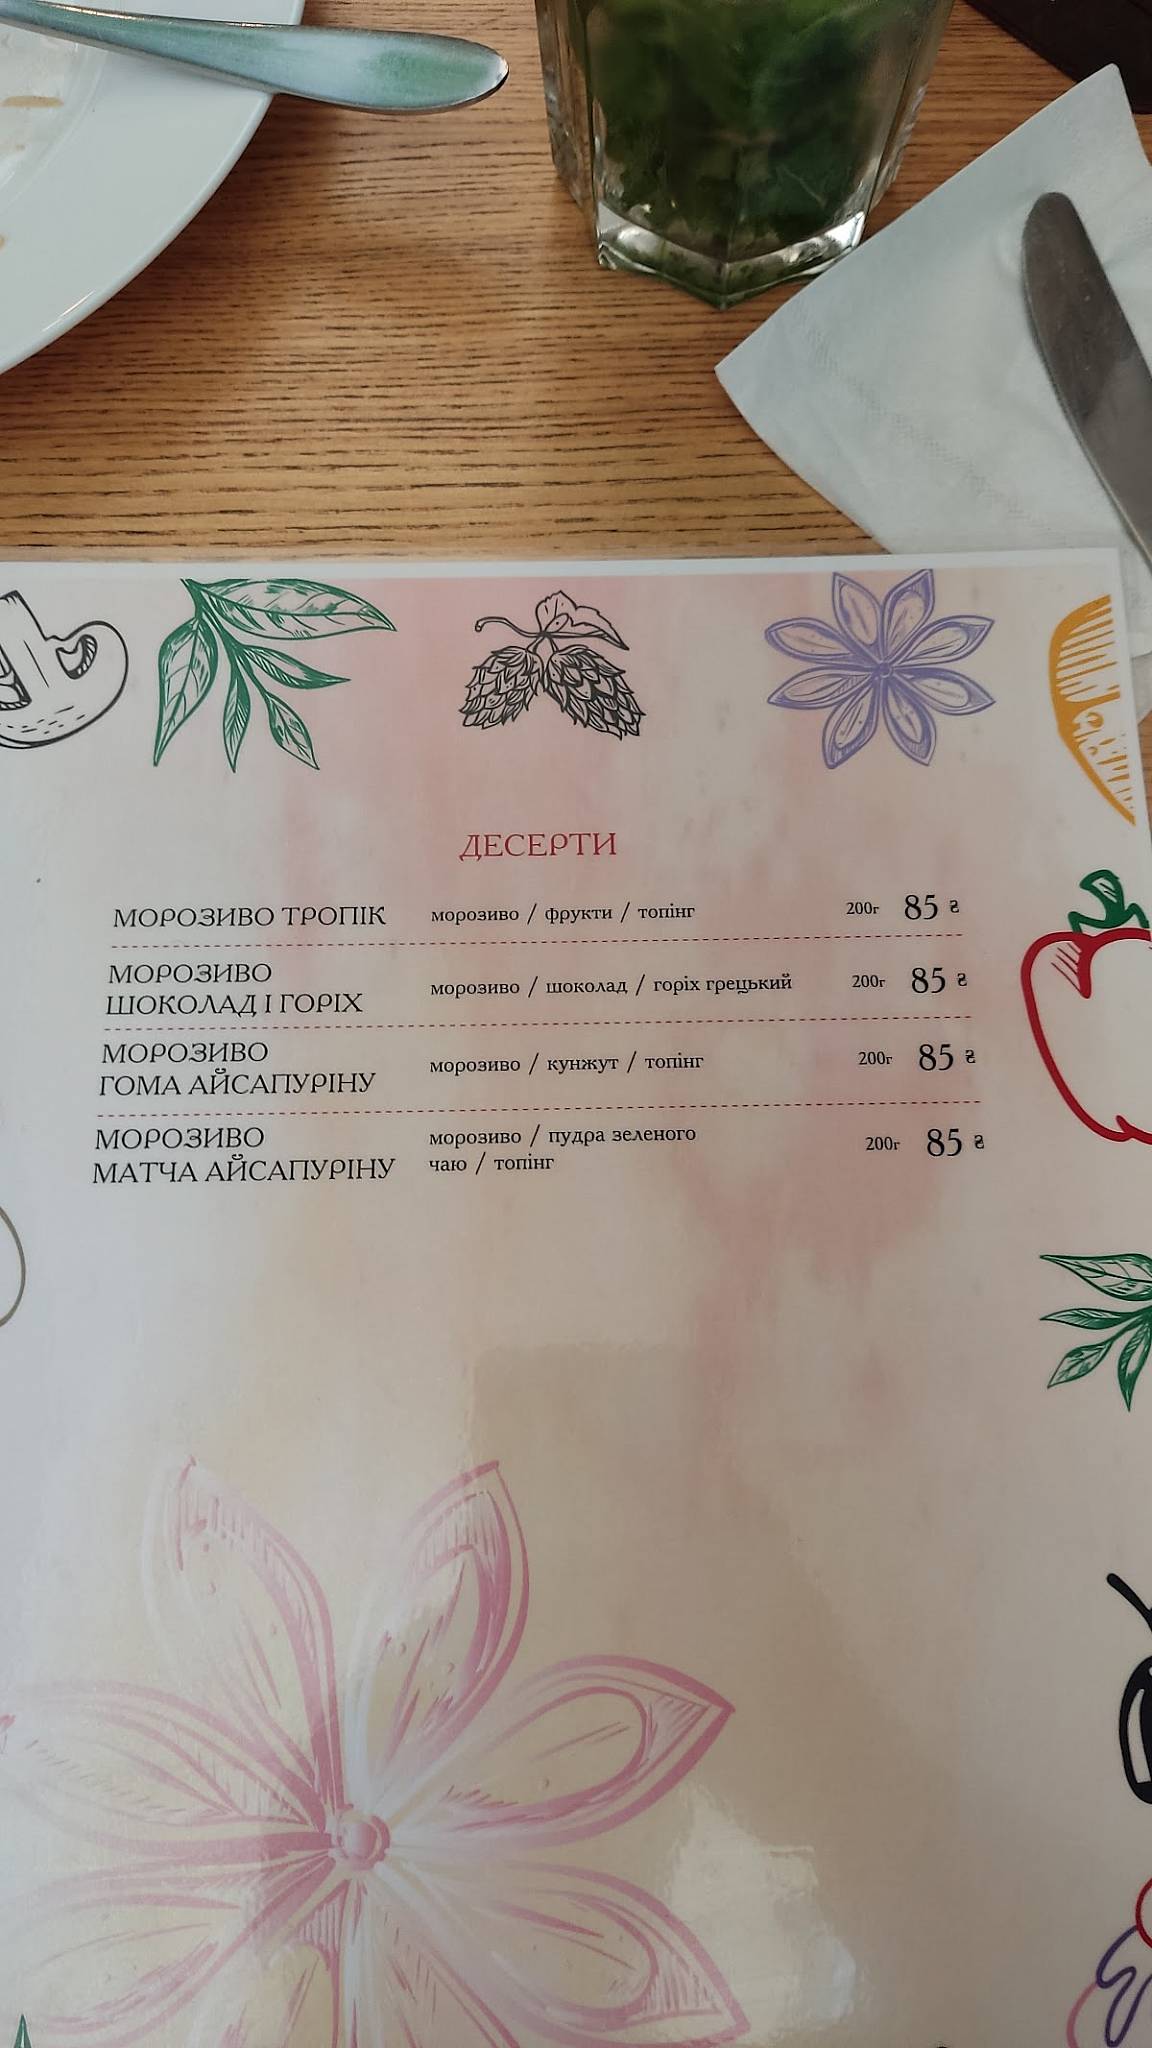 ДЕСЕРТИ
МОРОЗИВО ТРОПІК морозиво / фрукти / топінг 200г 85 ₴
МОРОЗИВО
ШОКОЛАД І ГОРІХ морозиво / шоколад / горіх грецький 200г 85 ₴
МОРОЗИВО
ГОМА АЙСАПУРІНУ морозиво / кунжут / топінг 200г 85 ₴
МОРОЗИВО
МАТЧА АЙСАПУРІНУ морозиво / пудра зеленого 200г 85 ₴
чаю / топінг